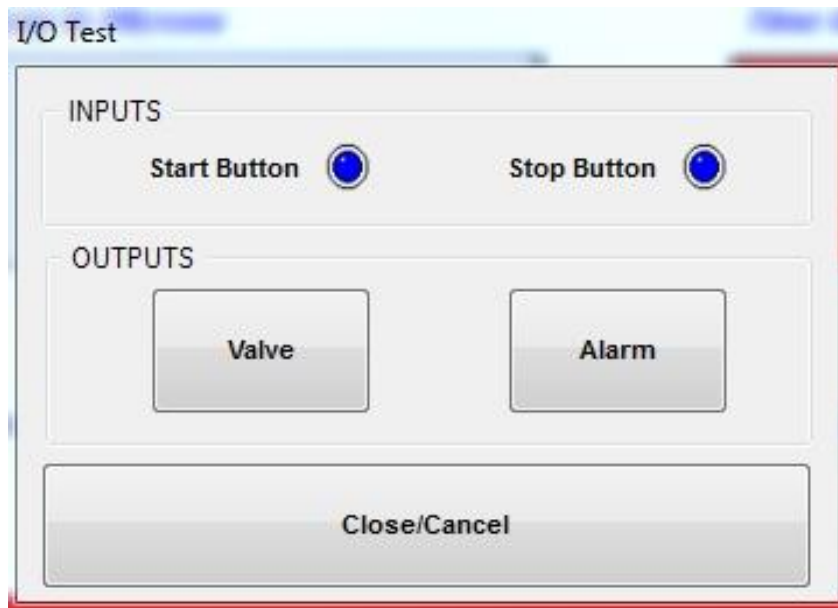 I/O Test
INPUTS
Start Button
Stop Button
OUTPUTS
Valve
Alarm
Close/Cancel